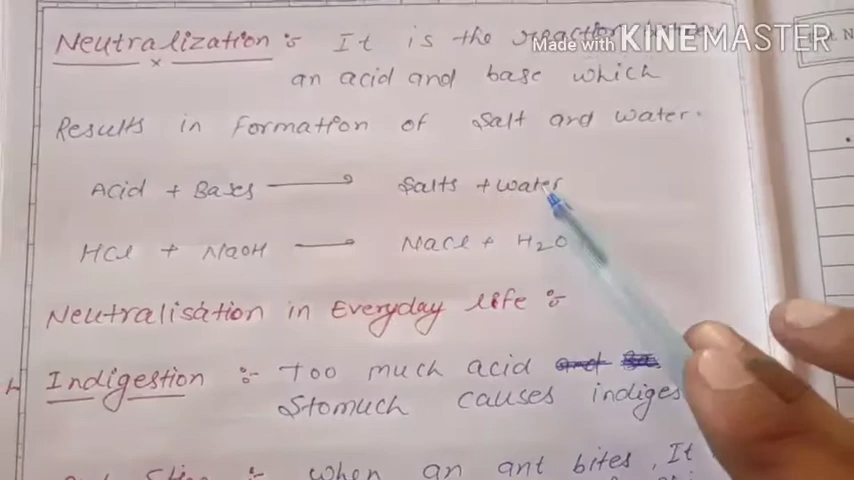 Neutralization :- It is the reaction
Made with KINEMASTER
an acid and base which
Results in formation of Salt and water.
Acid + Bases → Salts + water
HCl + NaOH → NaCl + H2O
Neutralisation in Everyday life :-
Indigestion :- Too much acid
Stomuch causes indiges
when an ant bites, It